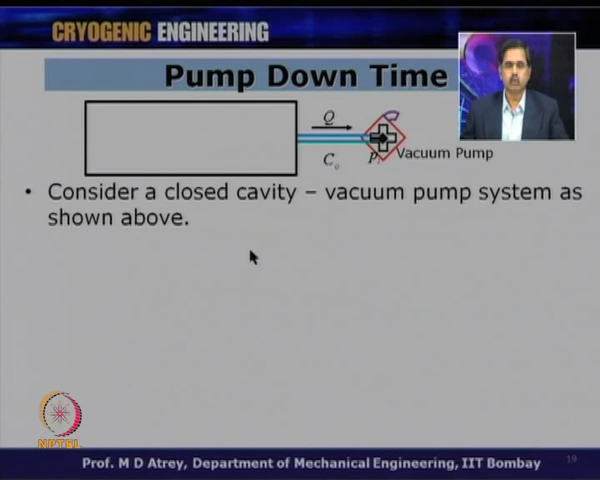 CRYOGENIC ENGINEERING
Pump Down Time
Q
C₀
Vacuum Pump
• Consider a closed cavity – vacuum pump system as
shown above.
NPTEL
Prof. M D Atrey, Department of Mechanical Engineering, IIT Bombay 19